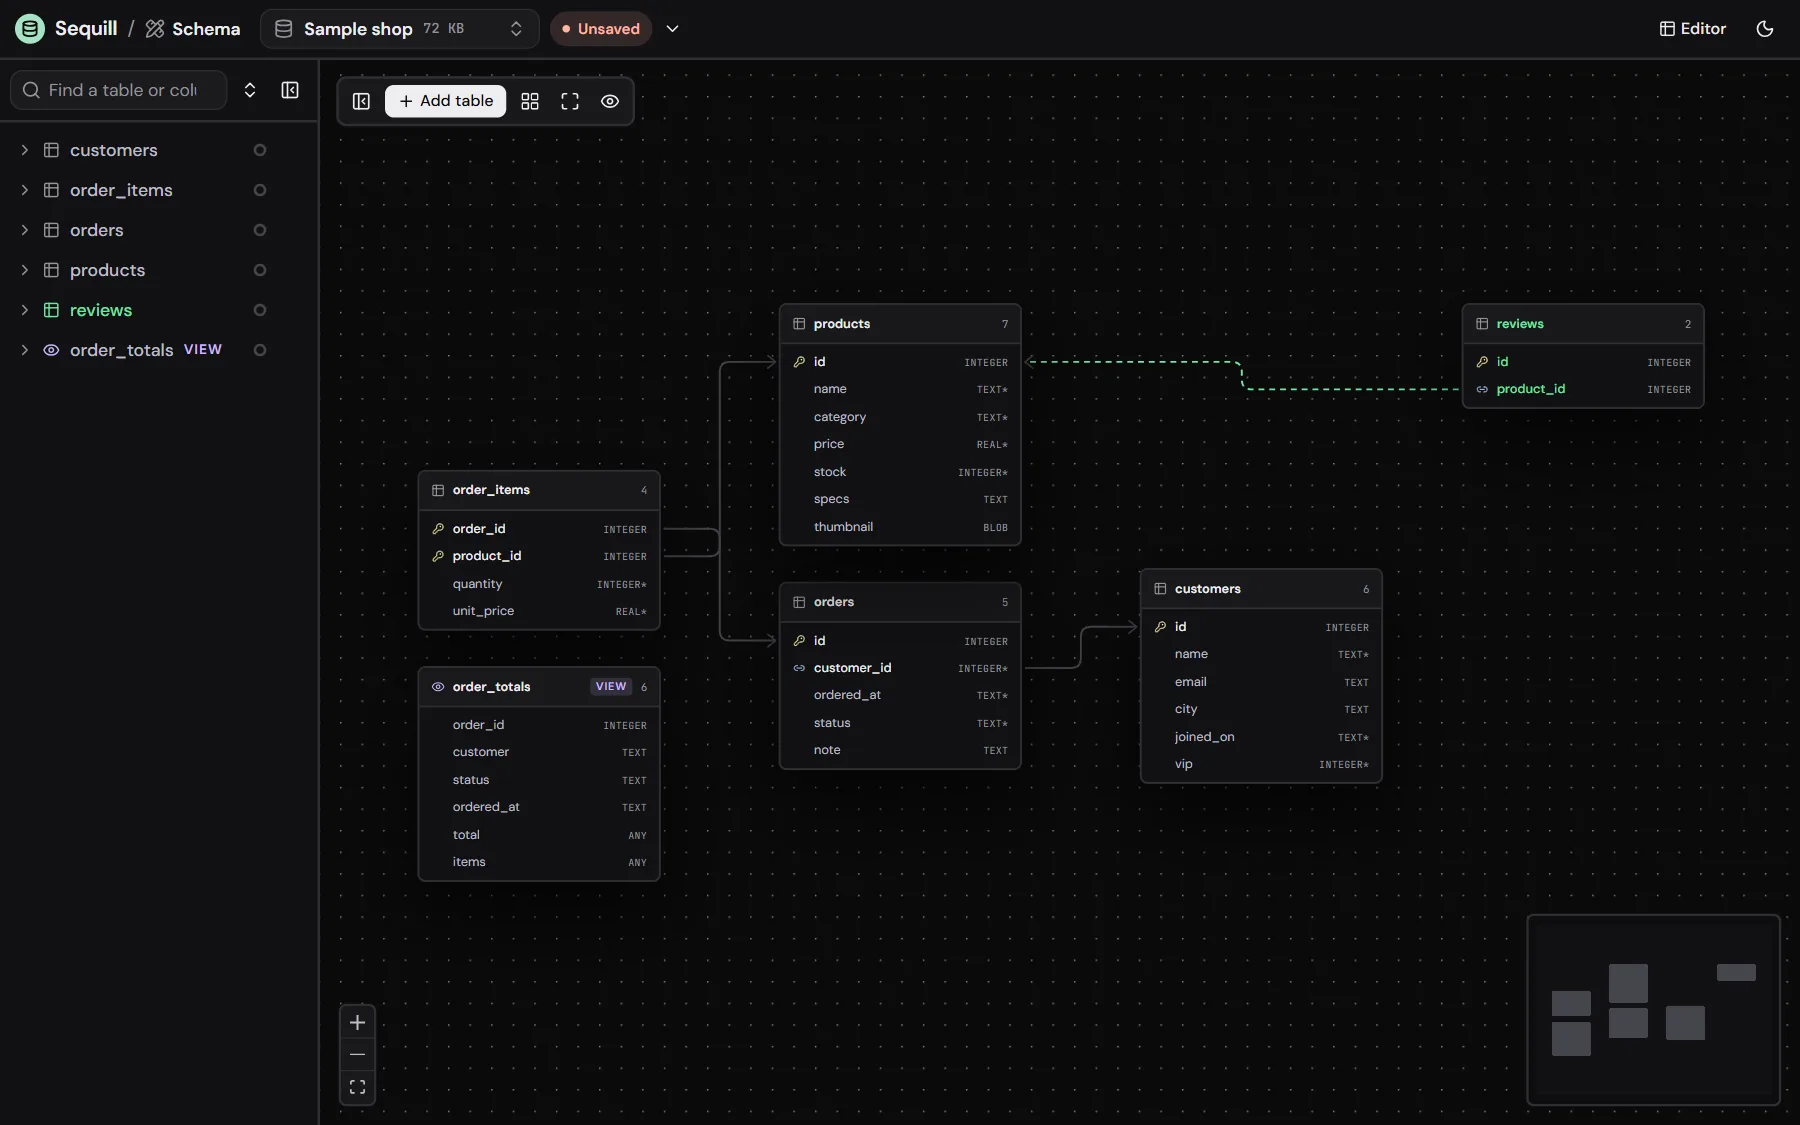 Sequill / Schema
Sample shop 72 KB
Unsaved
Editor
Find a table or col
Add table
customers
order_items
orders
products
reviews
order_totals VIEW
products 7
id INTEGER
name TEXT*
category TEXT*
price REAL*
stock INTEGER*
specs TEXT
thumbnail BLOB
reviews 2
id INTEGER
product_id INTEGER
order_items 4
order_id INTEGER
product_id INTEGER
quantity INTEGER*
unit_price REAL*
orders 5
id INTEGER
customer_id INTEGER*
ordered_at TEXT*
status TEXT*
note TEXT
customers 6
id INTEGER
name TEXT*
email TEXT
city TEXT
joined_on TEXT*
vip INTEGER*
order_totals VIEW 6
order_id INTEGER
customer TEXT
status TEXT
ordered_at TEXT
total ANY
items ANY